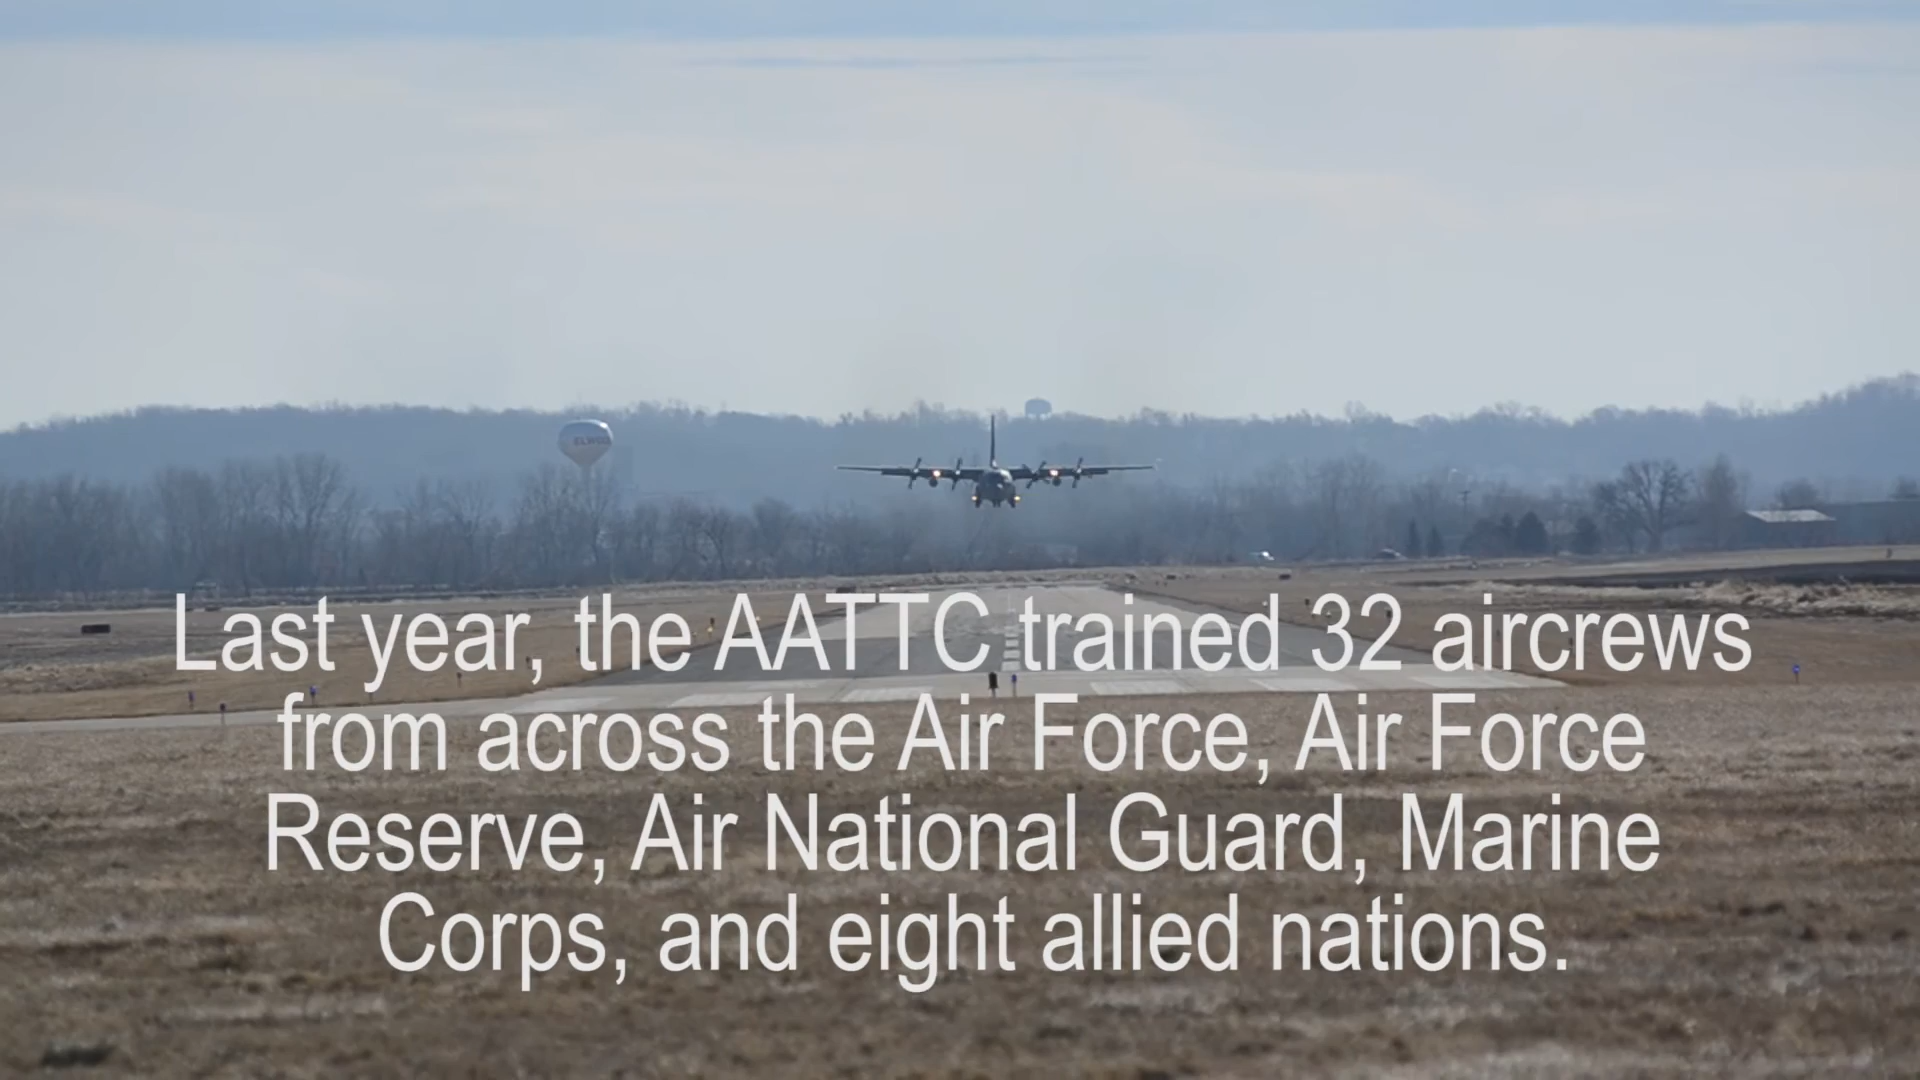 ELWOOD
Last year, the AATTC trained 32 aircrews
from across the Air Force, Air Force
Reserve, Air National Guard, Marine
Corps, and eight allied nations.